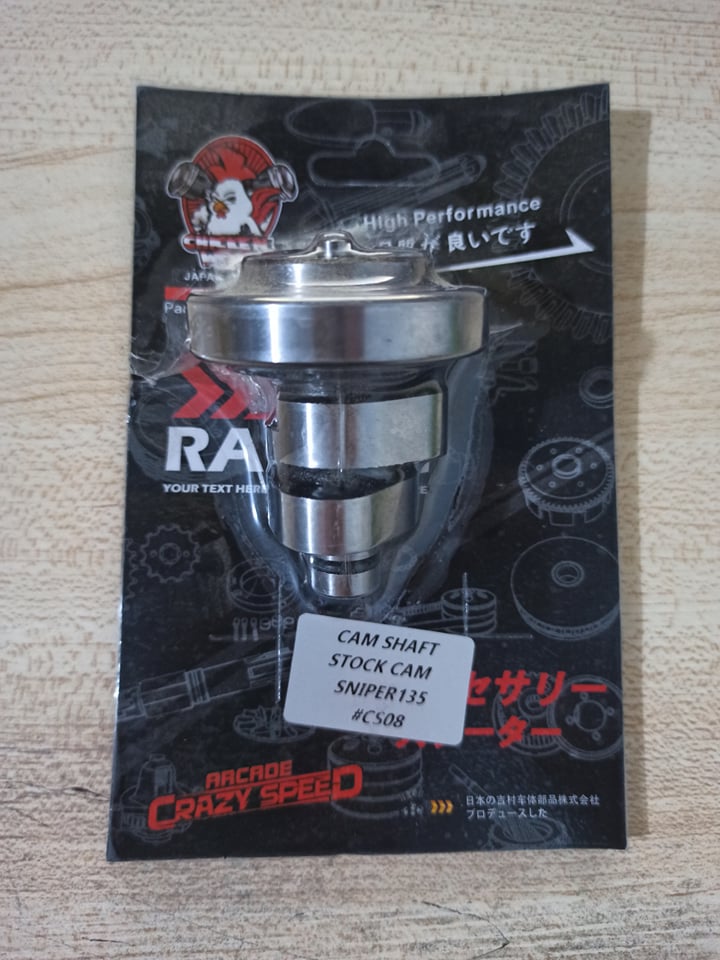 High Performance
が良いです
RA
YOUR TEXT HERE
CAM SHAFT
STOCK CAM
SNIPER135
#CS08
セサリー
ーター
ARCADE
CRAZY SPEED
日本の吉村车体部品株式会社
プロデュースした